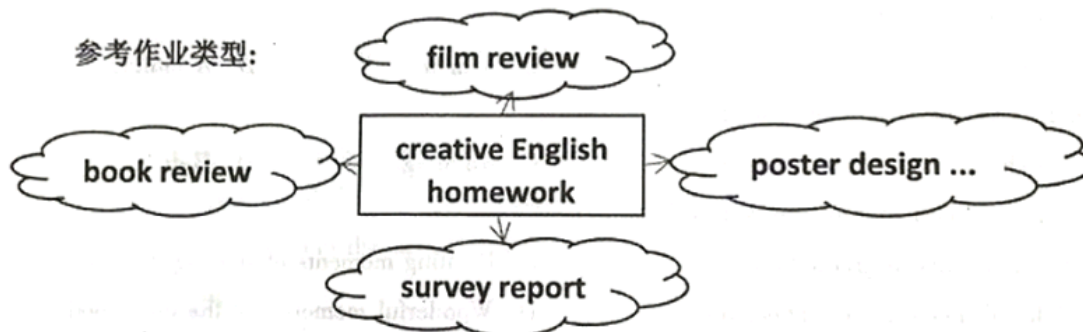 参考作业类型:
film review
creative English
homework
book review
poster design ...
survey report